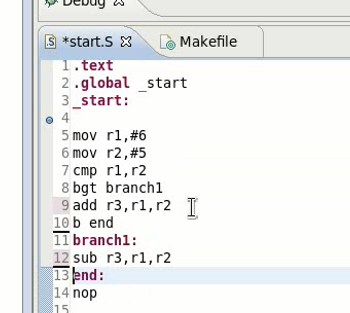 Debug
*start.S
Makefile
1 .text
2 .global _start
3 _start:
4
5 mov r1,#6
6 mov r2,#5
7 cmp r1,r2
8 bgt branch1
9 add r3,r1,r2
10 b end
11 branch1:
12 sub r3,r1,r2
13 end:
14 nop
15